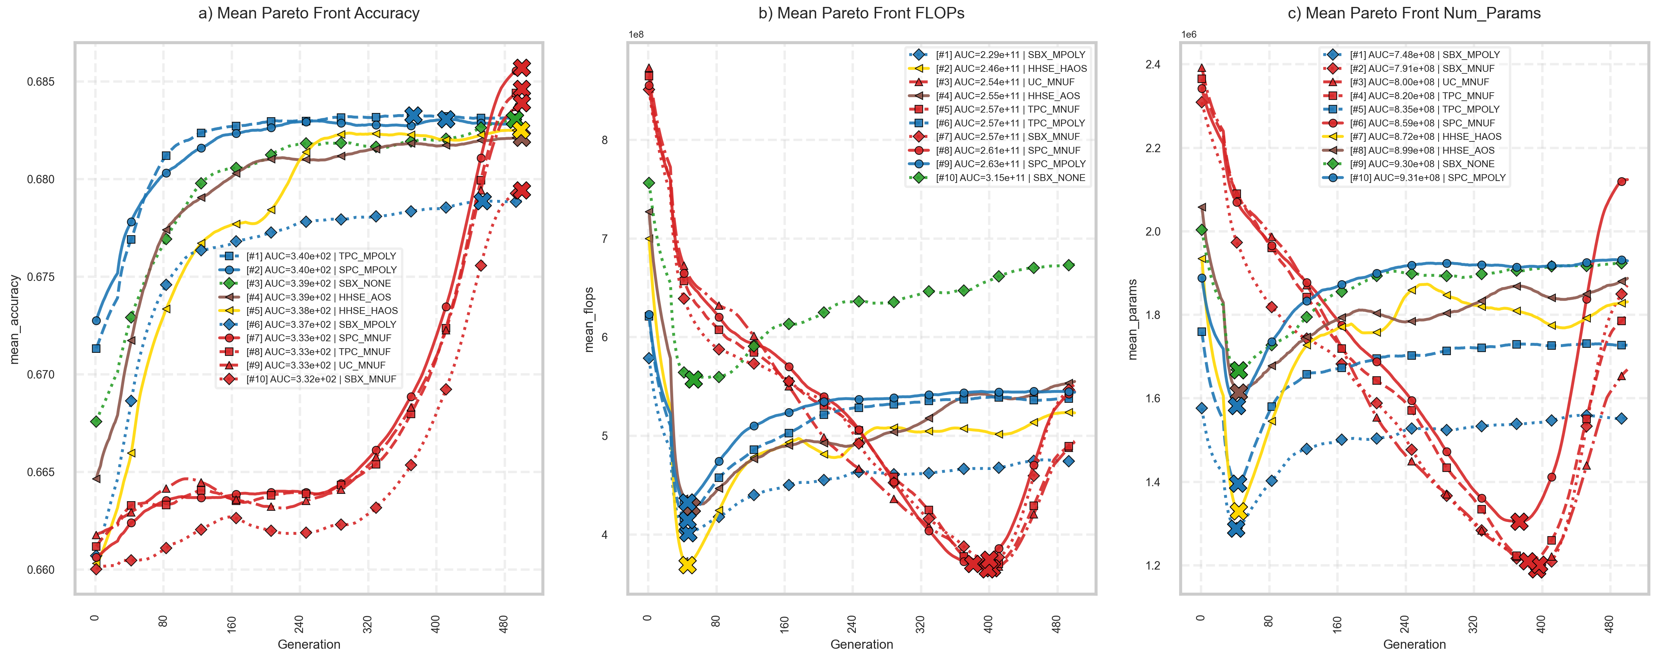 a) Mean Pareto Front Accuracy
mean_accuracy
0.685
0.680
0.675
0.670
0.665
0.660
[#1] AUC=3.40e+02 | TPC_MPOLY
[#2] AUC=3.40e+02 | SPC_MPOLY
[#3] AUC=3.39e+02 | SBX_NONE
[#4] AUC=3.39e+02 | HHSE_AOS
[#5] AUC=3.38e+02 | HHSE_HAOS
[#6] AUC=3.37e+02 | SBX_MPOLY
[#7] AUC=3.33e+02 | SPC_MNUF
[#8] AUC=3.33e+02 | TPC_MNUF
[#9] AUC=3.33e+02 | UC_MNUF
[#10] AUC=3.32e+02 | SBX_MNUF
0 80 160 240 320 400 480
Generation
b) Mean Pareto Front FLOPs
1e8
mean_flops
8
7
6
5
4
[#1] AUC=2.29e+11 | SBX_MPOLY
[#2] AUC=2.46e+11 | HHSE_HAOS
[#3] AUC=2.54e+11 | UC_MNUF
[#4] AUC=2.55e+11 | HHSE_AOS
[#5] AUC=2.57e+11 | TPC_MNUF
[#6] AUC=2.57e+11 | TPC_MPOLY
[#7] AUC=2.57e+11 | SBX_MNUF
[#8] AUC=2.61e+11 | SPC_MNUF
[#9] AUC=2.63e+11 | SPC_MPOLY
[#10] AUC=3.15e+11 | SBX_NONE
0 80 160 240 320 400 480
Generation
c) Mean Pareto Front Num_Params
1e6
mean_params
2.4
2.2
2.0
1.8
1.6
1.4
1.2
[#1] AUC=7.48e+08 | SBX_MPOLY
[#2] AUC=7.91e+08 | SBX_MNUF
[#3] AUC=8.00e+08 | UC_MNUF
[#4] AUC=8.20e+08 | TPC_MNUF
[#5] AUC=8.35e+08 | TPC_MPOLY
[#6] AUC=8.59e+08 | SPC_MNUF
[#7] AUC=8.72e+08 | HHSE_HAOS
[#8] AUC=8.99e+08 | HHSE_AOS
[#9] AUC=9.30e+08 | SBX_NONE
[#10] AUC=9.31e+08 | SPC_MPOLY
0 80 160 240 320 400 480
Generation